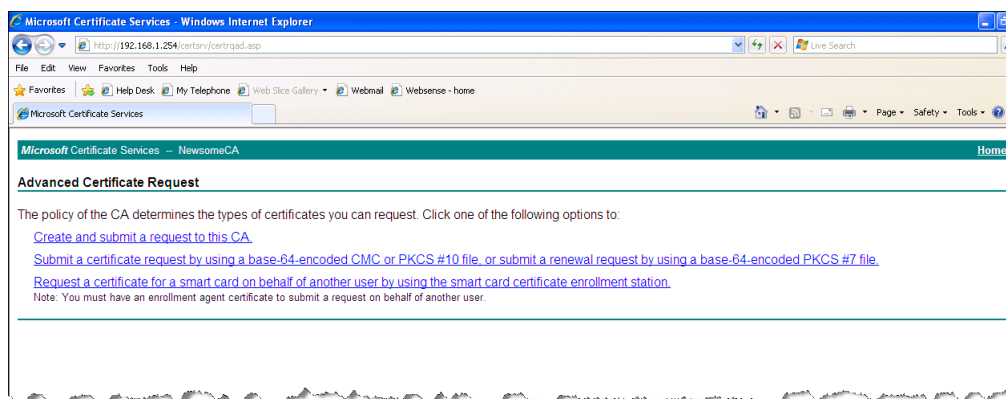 Microsoft Certificate Services - Windows Internet Explorer
http://192.168.1.254/certsrv/certrqad.asp
Live Search
File Edit View Favorites Tools Help
Favorites Help Desk My Telephone Web Slice Gallery Webmail Websense - home
Microsoft Certificate Services
Page Safety Tools
Microsoft Certificate Services -- NewsomeCA
Home
Advanced Certificate Request
The policy of the CA determines the types of certificates you can request. Click one of the following options to:
Create and submit a request to this CA.
Submit a certificate request by using a base-64-encoded CMC or PKCS #10 file, or submit a renewal request by using a base-64-encoded PKCS #7 file.
Request a certificate for a smart card on behalf of another user by using the smart card certificate enrollment station.
Note: You must have an enrollment agent certificate to submit a request on behalf of another user.